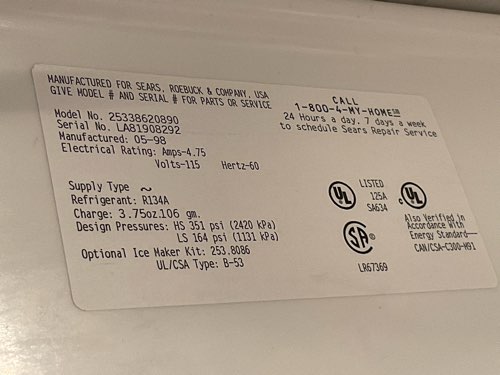 MANUFACTURED FOR SEARS, ROEBUCK & COMPANY, USA
GIVE MODEL # AND SERIAL # FOR PARTS OR SERVICE
CALL
1-800-4-MY-HOME℠
24 Hours a day, 7 days a week
to schedule Sears Repair Service
Model No. 25338620890
Serial No. LA81908292
Manufactured: 05-98
Electrical Rating: Amps-4.75
Volts-115 Hertz-60
Supply Type ~
Refrigerant: R134A
Charge: 3.75oz.106 gm.
Design Pressures: HS 351 psi (2420 kPa)
LS 164 psi (1131 kPa)
Optional Ice Maker Kit: 253.8086
UL/CSA Type: B-53
UL
LISTED
125A
SA634
c UL
SA
LR67369
Also Verified in
Accordance With
Energy Standard
CAN/CSA-C300-M91